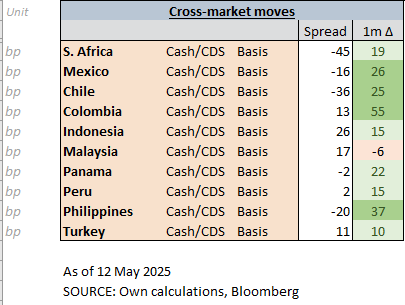 Unit Cross-market moves
Spread 1m Δ
bp S. Africa Cash/CDS Basis -45 19
bp Mexico Cash/CDS Basis -16 26
bp Chile Cash/CDS Basis -36 25
bp Colombia Cash/CDS Basis 13 55
bp Indonesia Cash/CDS Basis 26 15
bp Malaysia Cash/CDS Basis 17 -6
bp Panama Cash/CDS Basis -2 22
bp Peru Cash/CDS Basis 2 15
bp Philippines Cash/CDS Basis -20 37
bp Turkey Cash/CDS Basis 11 10
As of 12 May 2025
SOURCE: Own calculations, Bloomberg